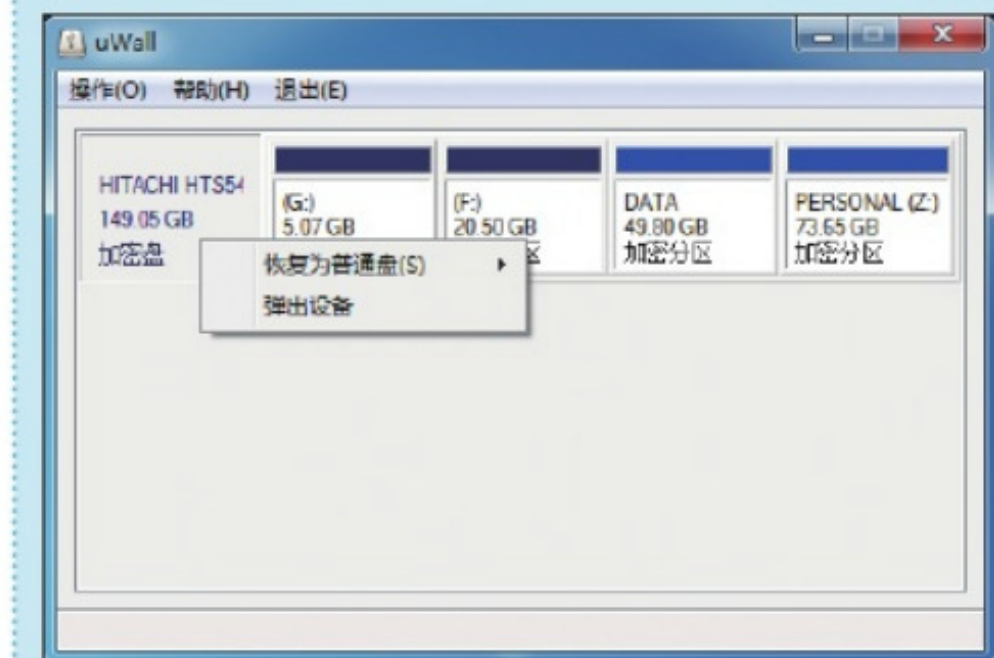 uWall
操作(O) 帮助(H) 退出(E)
HITACHI HTS54
149.05 GB
加密盘
(G:)
5.07 GB
(F:)
20.50 GB
区
DATA
49.80 GB
加密分区
PERSONAL (Z:)
73.65 GB
加密分区
恢复为普通盘(S)
弹出设备